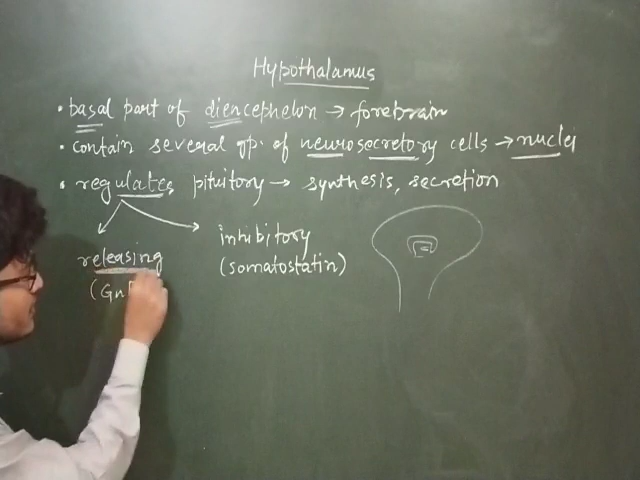 Hypothalamus
• basal part of diencephelon → forebrain
• contain several gp. of neurosecretory cells → nuclei
• regulates pituitory → synthesis, secretion
releasing
(Gn
inhibitory
(somatostatin)